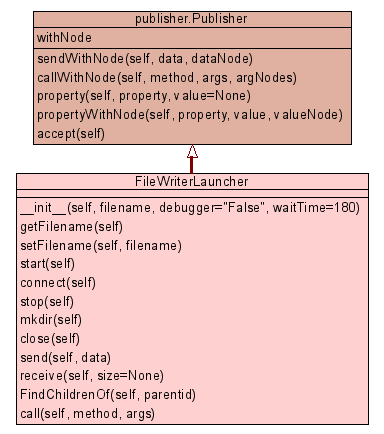 publisher.Publisher
withNode
sendWithNode(self, data, dataNode)
callWithNode(self, method, args, argNodes)
property(self, property, value=None)
propertyWithNode(self, property, value, valueNode)
accept(self)
FileWriterLauncher
__init__(self, filename, debugger="False", waitTime=180)
getFilename(self)
setFilename(self, filename)
start(self)
connect(self)
stop(self)
mkdir(self)
close(self)
send(self, data)
receive(self, size=None)
FindChildrenOf(self, parentid)
call(self, method, args)